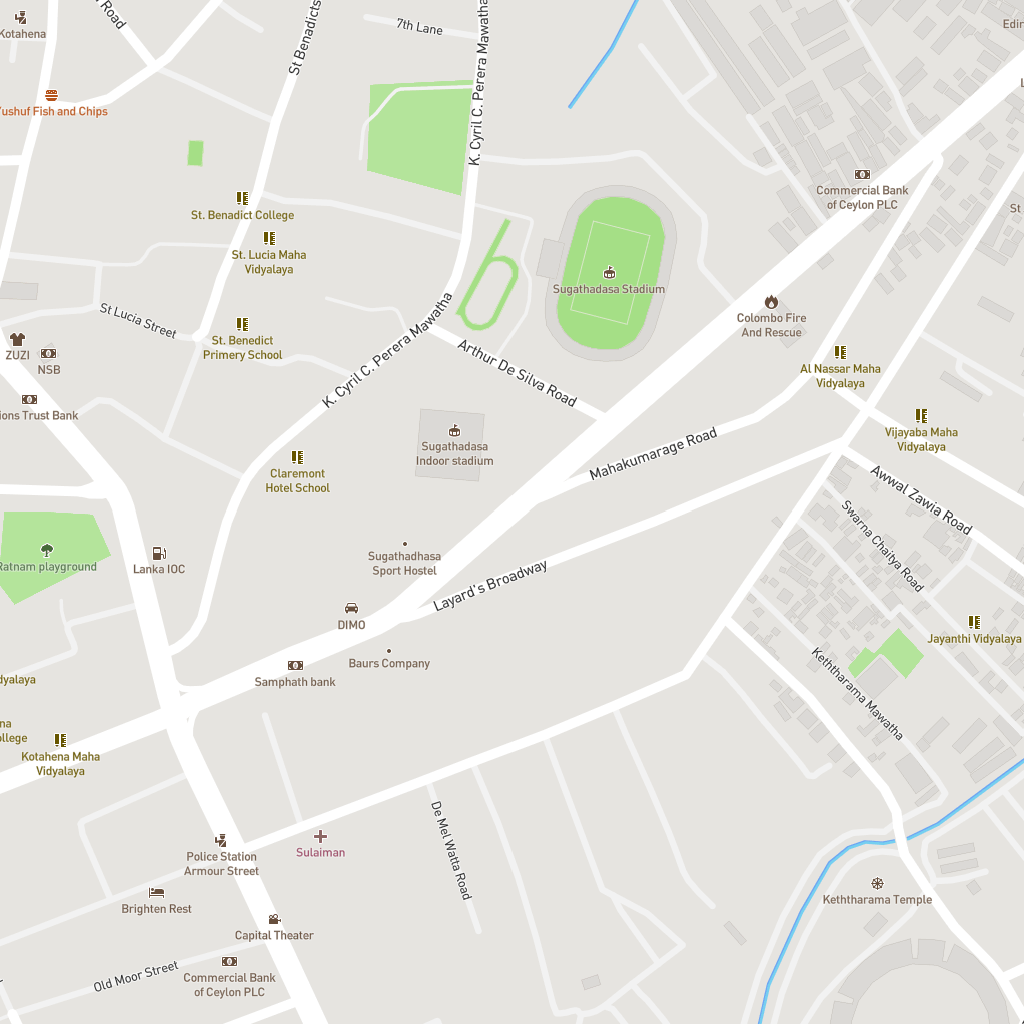 Kotahena
Road
St Benadicts
7th Lane
K. Cyril C. Perera Mawatha
Yushuf Fish and Chips
Commercial Bank
of Ceylon PLC
St
St. Benadict College
St. Lucia Maha
Vidyalaya
Sugathadasa Stadium
Colombo Fire
And Rescue
St Lucia Street
K. Cyril C. Perera Mawatha
St. Benedict
Primery School
ZUZI
NSB
Arthur De Silva Road
Al Nassar Maha
Vidyalaya
ions Trust Bank
Vijayaba Maha
Vidyalaya
Sugathadasa
Indoor stadium
Mahakumarage Road
Claremont
Hotel School
Awwal Zawia Road
Swarna Chaitya Road
Ratnam playground
Lanka IOC
Sugathadhasa
Sport Hostel
Layard's Broadway
DIMO
Jayanthi Vidyalaya
Baurs Company
Samphath bank
Keththarama Mawatha
dyalaya
na
ollege
Kotahena Maha
Vidyalaya
De Mel Watta Road
Police Station
Armour Street
Sulaiman
Brighten Rest
Keththarama Temple
Capital Theater
Old Moor Street
Commercial Bank
of Ceylon PLC